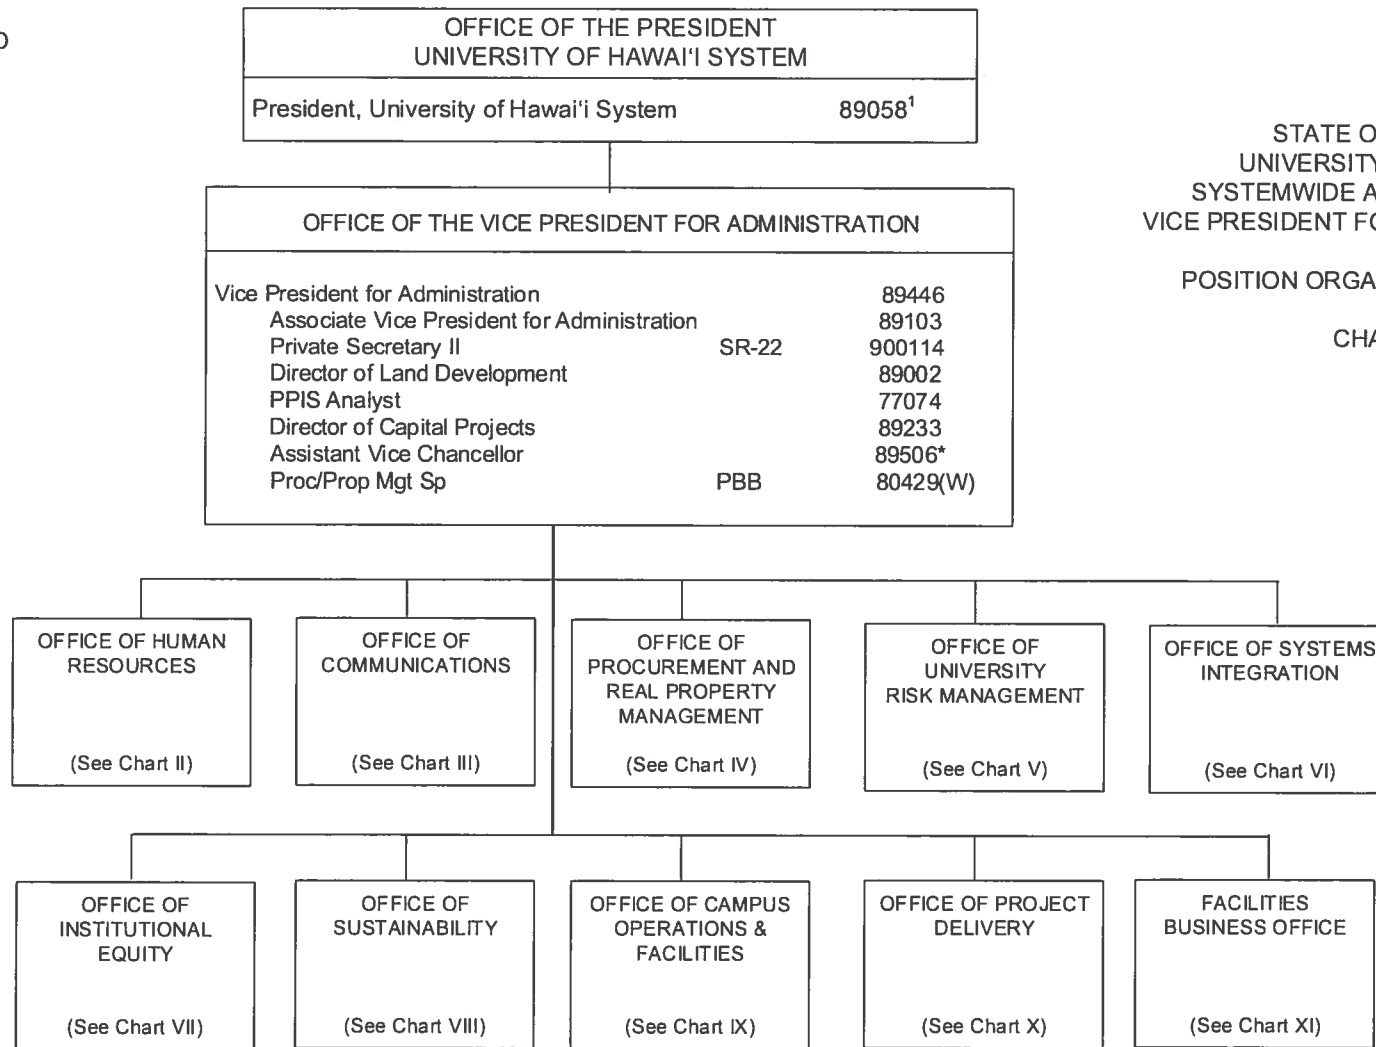 OFFICE OF THE PRESIDENT
UNIVERSITY OF HAWAI‘I SYSTEM
President, University of Hawai‘i System 89058¹
STATE
UNIVERSITY
SYSTEMWIDE
VICE PRESIDENT
POSITION
OFFICE OF THE VICE PRESIDENT FOR ADMINISTRATION
Vice President for Administration 89446
Associate Vice President for Administration 89103
Private Secretary II SR-22 900114
Director of Land Development 89002
PPIS Analyst 77074
Director of Capital Projects 89233
Assistant Vice Chancellor 89506*
Proc/Prop Mgt Sp PBB 80429(W)
OFFICE OF HUMAN
RESOURCES
(See Chart II)
OFFICE OF
COMMUNICATIONS
(See Chart III)
OFFICE OF
PROCUREMENT AND
REAL PROPERTY
MANAGEMENT
(See Chart IV)
OFFICE OF
UNIVERSITY
RISK MANAGEMENT
(See Chart V)
OFFICE OF SYSTEMS
INTEGRATION
(See Chart VI)
OFFICE OF
INSTITUTIONAL
EQUITY
(See Chart VII)
OFFICE OF
SUSTAINABILITY
(See Chart VIII)
OFFICE OF CAMPUS
OPERATIONS &
FACILITIES
(See Chart IX)
OFFICE OF PROJECT
DELIVERY
(See Chart X)
FACILITIES
BUSINESS OFFICE
(See Chart XI)